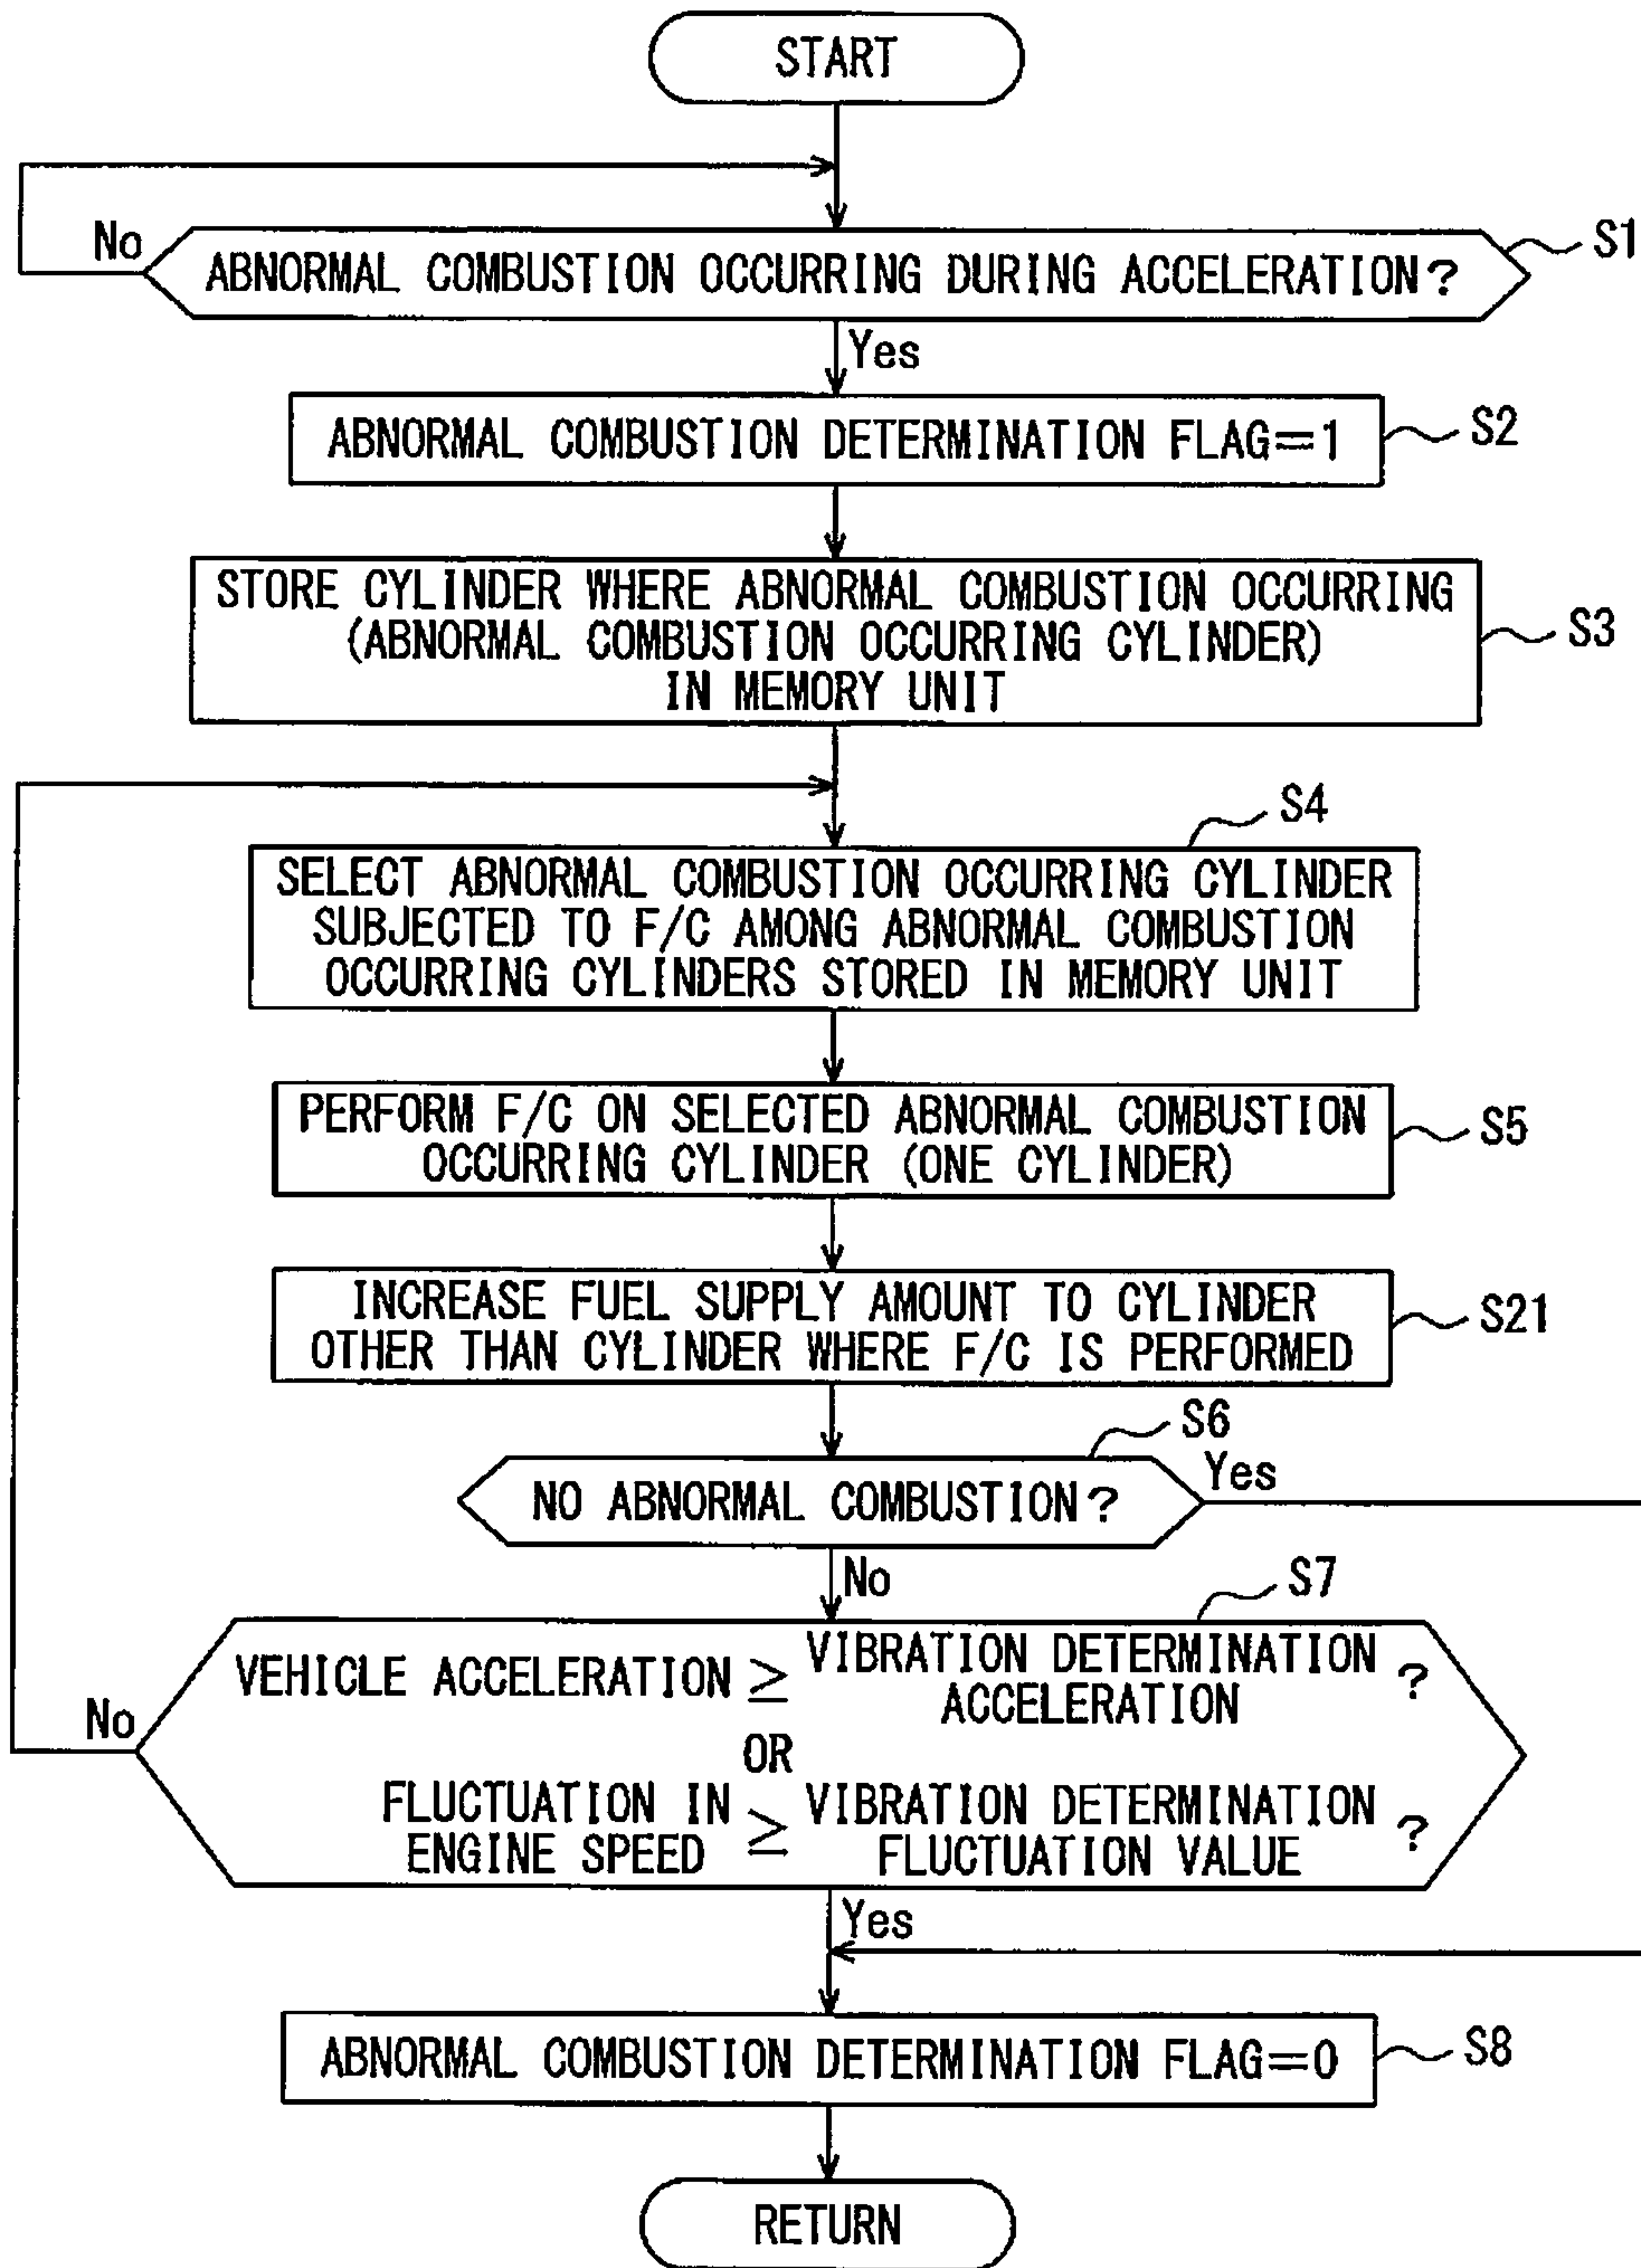 START
No
ABNORMAL COMBUSTION OCCURRING DURING ACCELERATION?
S1
Yes
ABNORMAL COMBUSTION DETERMINATION FLAG=1
S2
STORE CYLINDER WHERE ABNORMAL COMBUSTION OCCURRING
(ABNORMAL COMBUSTION OCCURRING CYLINDER)
IN MEMORY UNIT
S3
S4
SELECT ABNORMAL COMBUSTION OCCURRING CYLINDER
SUBJECTED TO F/C AMONG ABNORMAL COMBUSTION
OCCURRING CYLINDERS STORED IN MEMORY UNIT
PERFORM F/C ON SELECTED ABNORMAL COMBUSTION
OCCURRING CYLINDER (ONE CYLINDER)
S5
INCREASE FUEL SUPPLY AMOUNT TO CYLINDER
OTHER THAN CYLINDER WHERE F/C IS PERFORMED
S21
S6
NO ABNORMAL COMBUSTION?
Yes
No
S7
VEHICLE ACCELERATION ≧ VIBRATION DETERMINATION
ACCELERATION ?
No
OR
FLUCTUATION IN
ENGINE SPEED ≧ VIBRATION DETERMINATION
FLUCTUATION VALUE ?
Yes
ABNORMAL COMBUSTION DETERMINATION FLAG=0
S8
RETURN